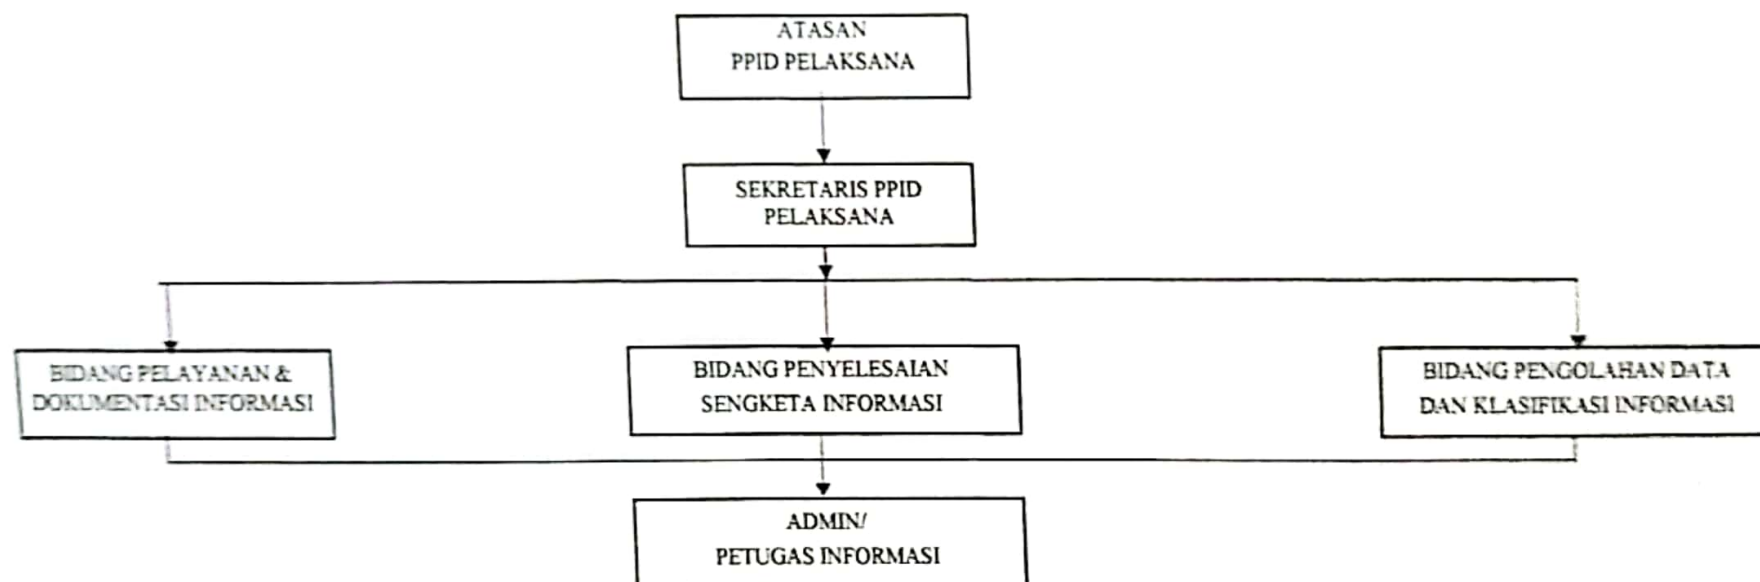 ATASAN
PPID PELAKSANA
SEKRETARIS PPID
PELAKSANA
BIDANG PELAYANAN &
DOKUMENTASI INFORMASI
BIDANG PENYELESAIAN
SENGKETA INFORMASI
BIDANG PENGOLAHAN DATA
DAN KLASIFIKASI INFORMASI
ADMIN/
PETUGAS INFORMASI